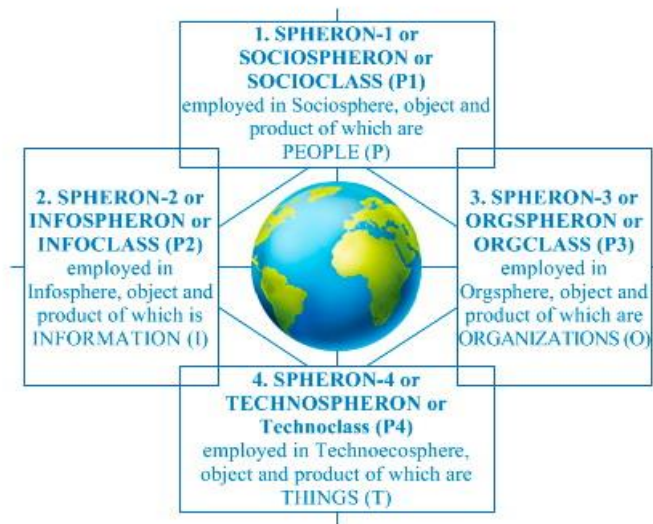 1. SPHERON-1 or
SOCIOSPHERON or
SOCIOCLASS (P1)
employed in Sociosphere, object and
product of which are
PEOPLE (P)
2. SPHERON-2 or
INFOSPHERON or
INFOCLASS (P2)
employed in
Infosphere, object and
product of which is
INFORMATION (I)
3. SPHERON-3 or
ORGSPHERON or
ORGCLASS (P3)
employed in
Orgsphere, object and
product of which are
ORGANIZATIONS (O)
4. SPHERON-4 or
TECHNOSPHERON or
Technoclass (P4)
employed in Technoecosphere,
object and product of which are
THINGS (T)